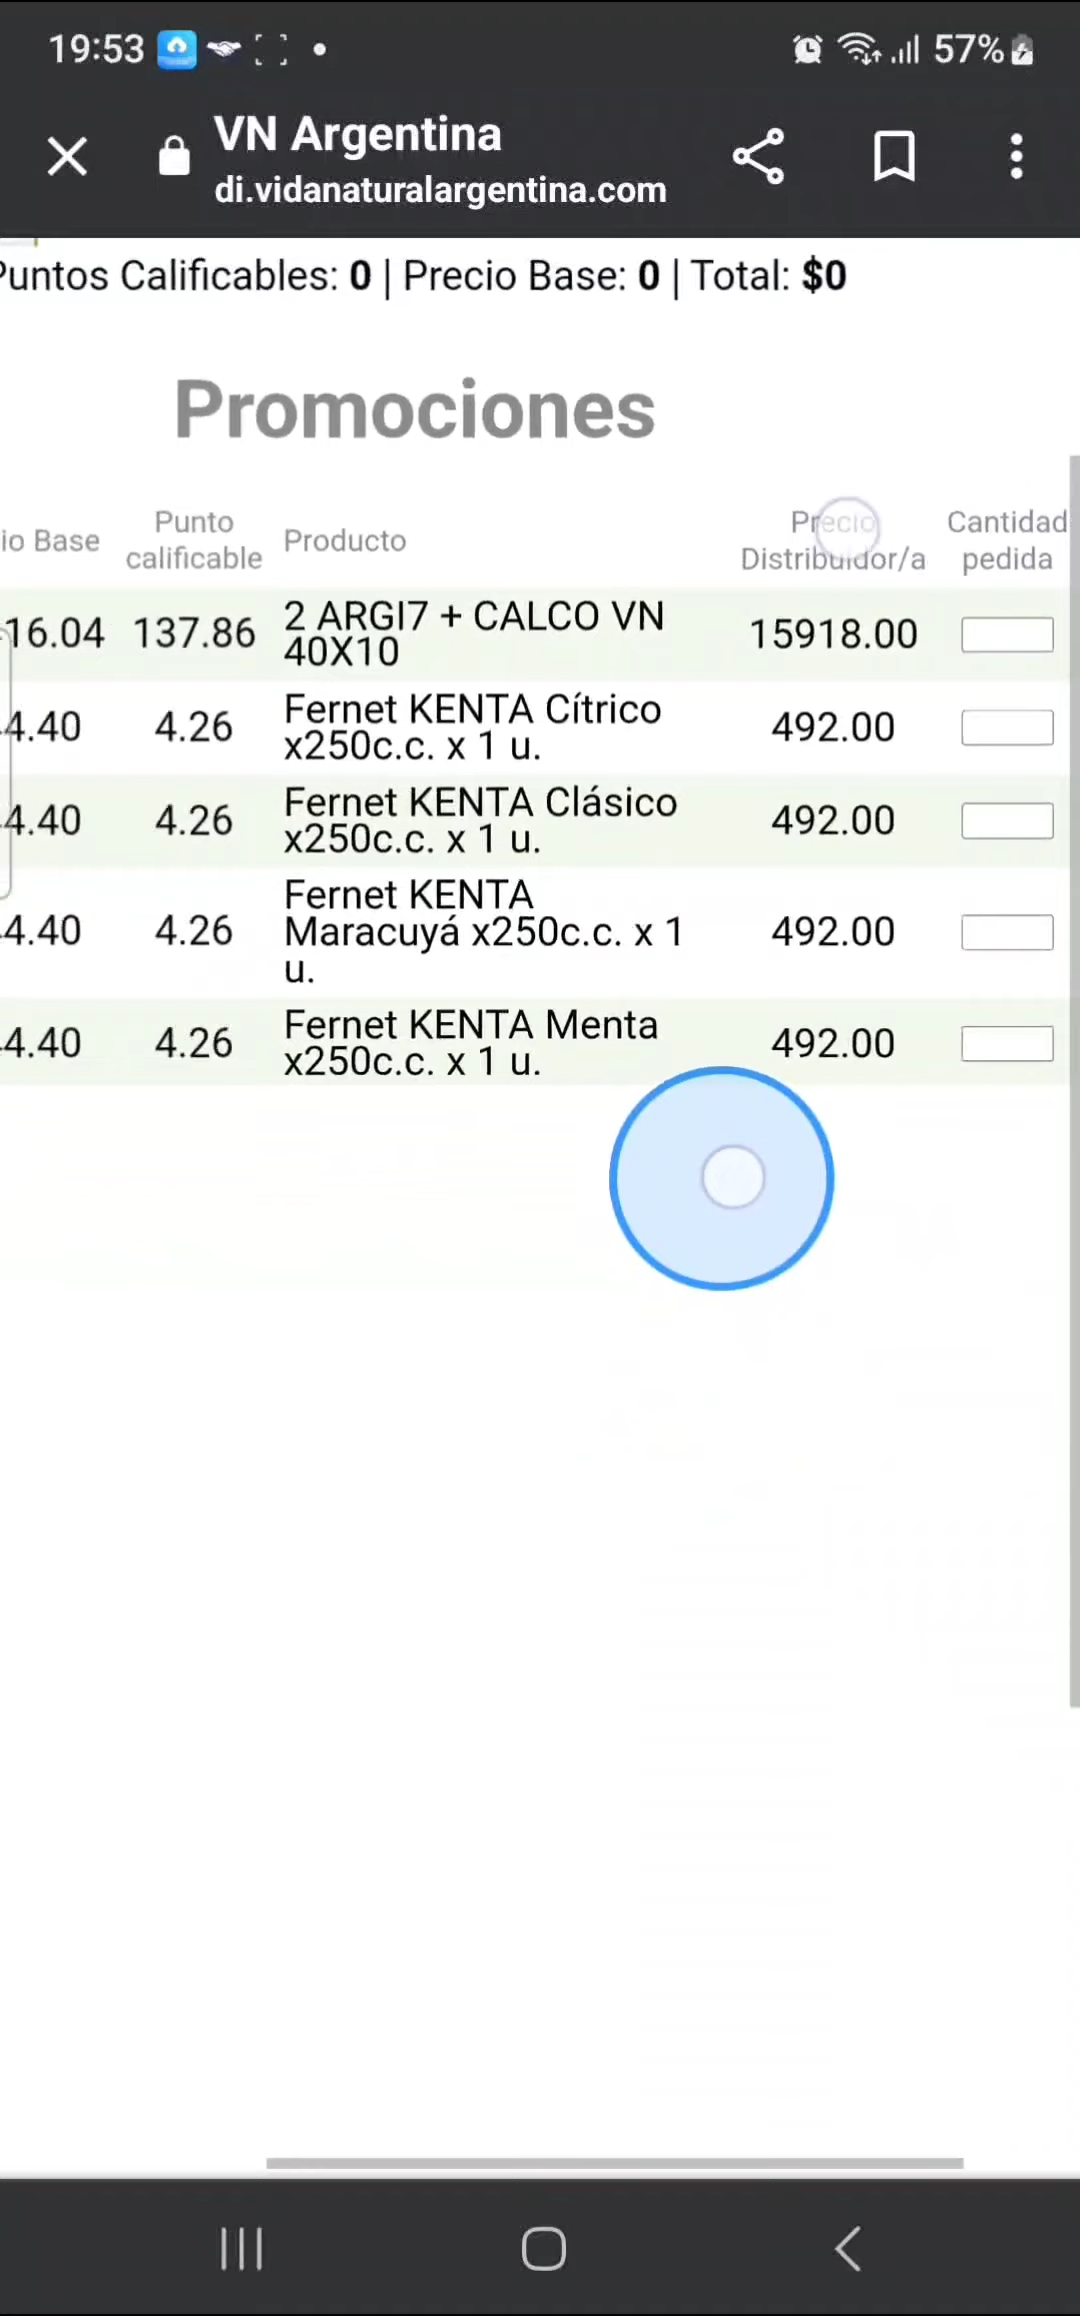 19:53
57%
VN Argentina
di.vidanaturalargentina.com
Puntos Calificables: 0 | Precio Base: 0 | Total: $0
Promociones
io Base Punto calificable Producto Precio Distribuidor/a Cantidad pedida
16.04 137.86 2 ARGI7 + CALCO VN 15918.00
40X10
4.40 4.26 Fernet KENTA Cítrico 492.00
x250c.c. x 1 u.
4.40 4.26 Fernet KENTA Clásico 492.00
x250c.c. x 1 u.
Fernet KENTA
4.40 4.26 Maracuyá x250c.c. x 1 492.00
u.
4.40 4.26 Fernet KENTA Menta 492.00
x250c.c. x 1 u.